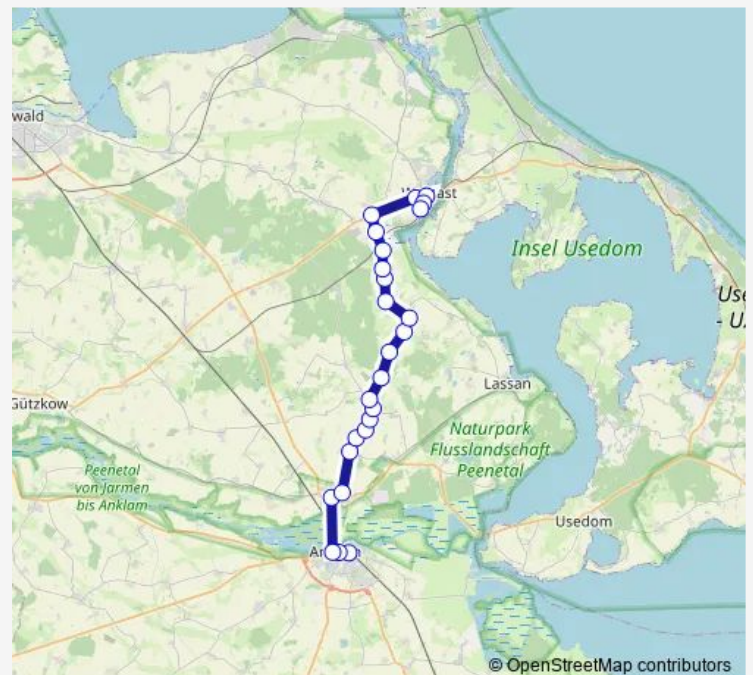 wald
Insel Usedom
Use
- U
Gützkow
Lassan
Naturpark
Flusslandschaft
Peenetal
Peenetal
von Jarmen
bis Anklam
Usedom
© OpenStreetMap contributors